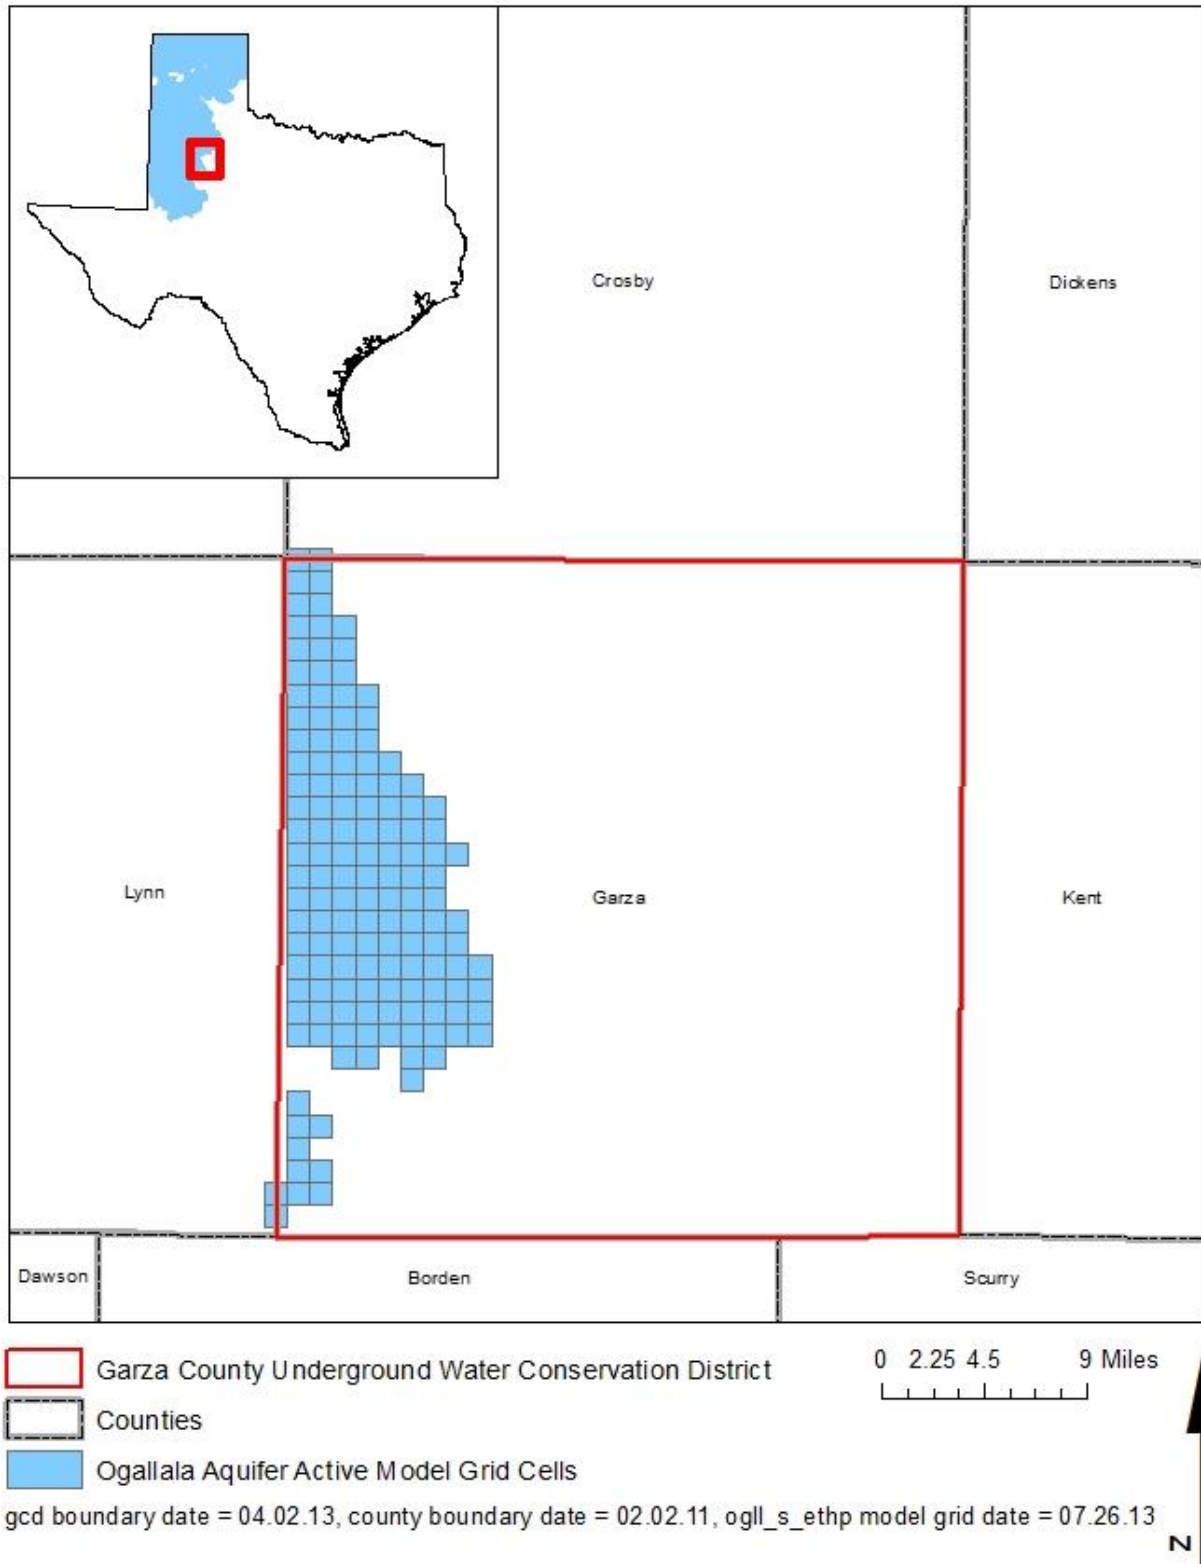 Crosby
Dickens
Lynn
Garza
Kent
Dawson
Borden
Scurry
Garza County Underground Water Conservation District
0 2.25 4.5 9 Miles
Counties
Ogallala Aquifer Active Model Grid Cells
gcd boundary date = 04.02.13, county boundary date = 02.02.11, ogll_s_ethp model grid date = 07.26.13
N